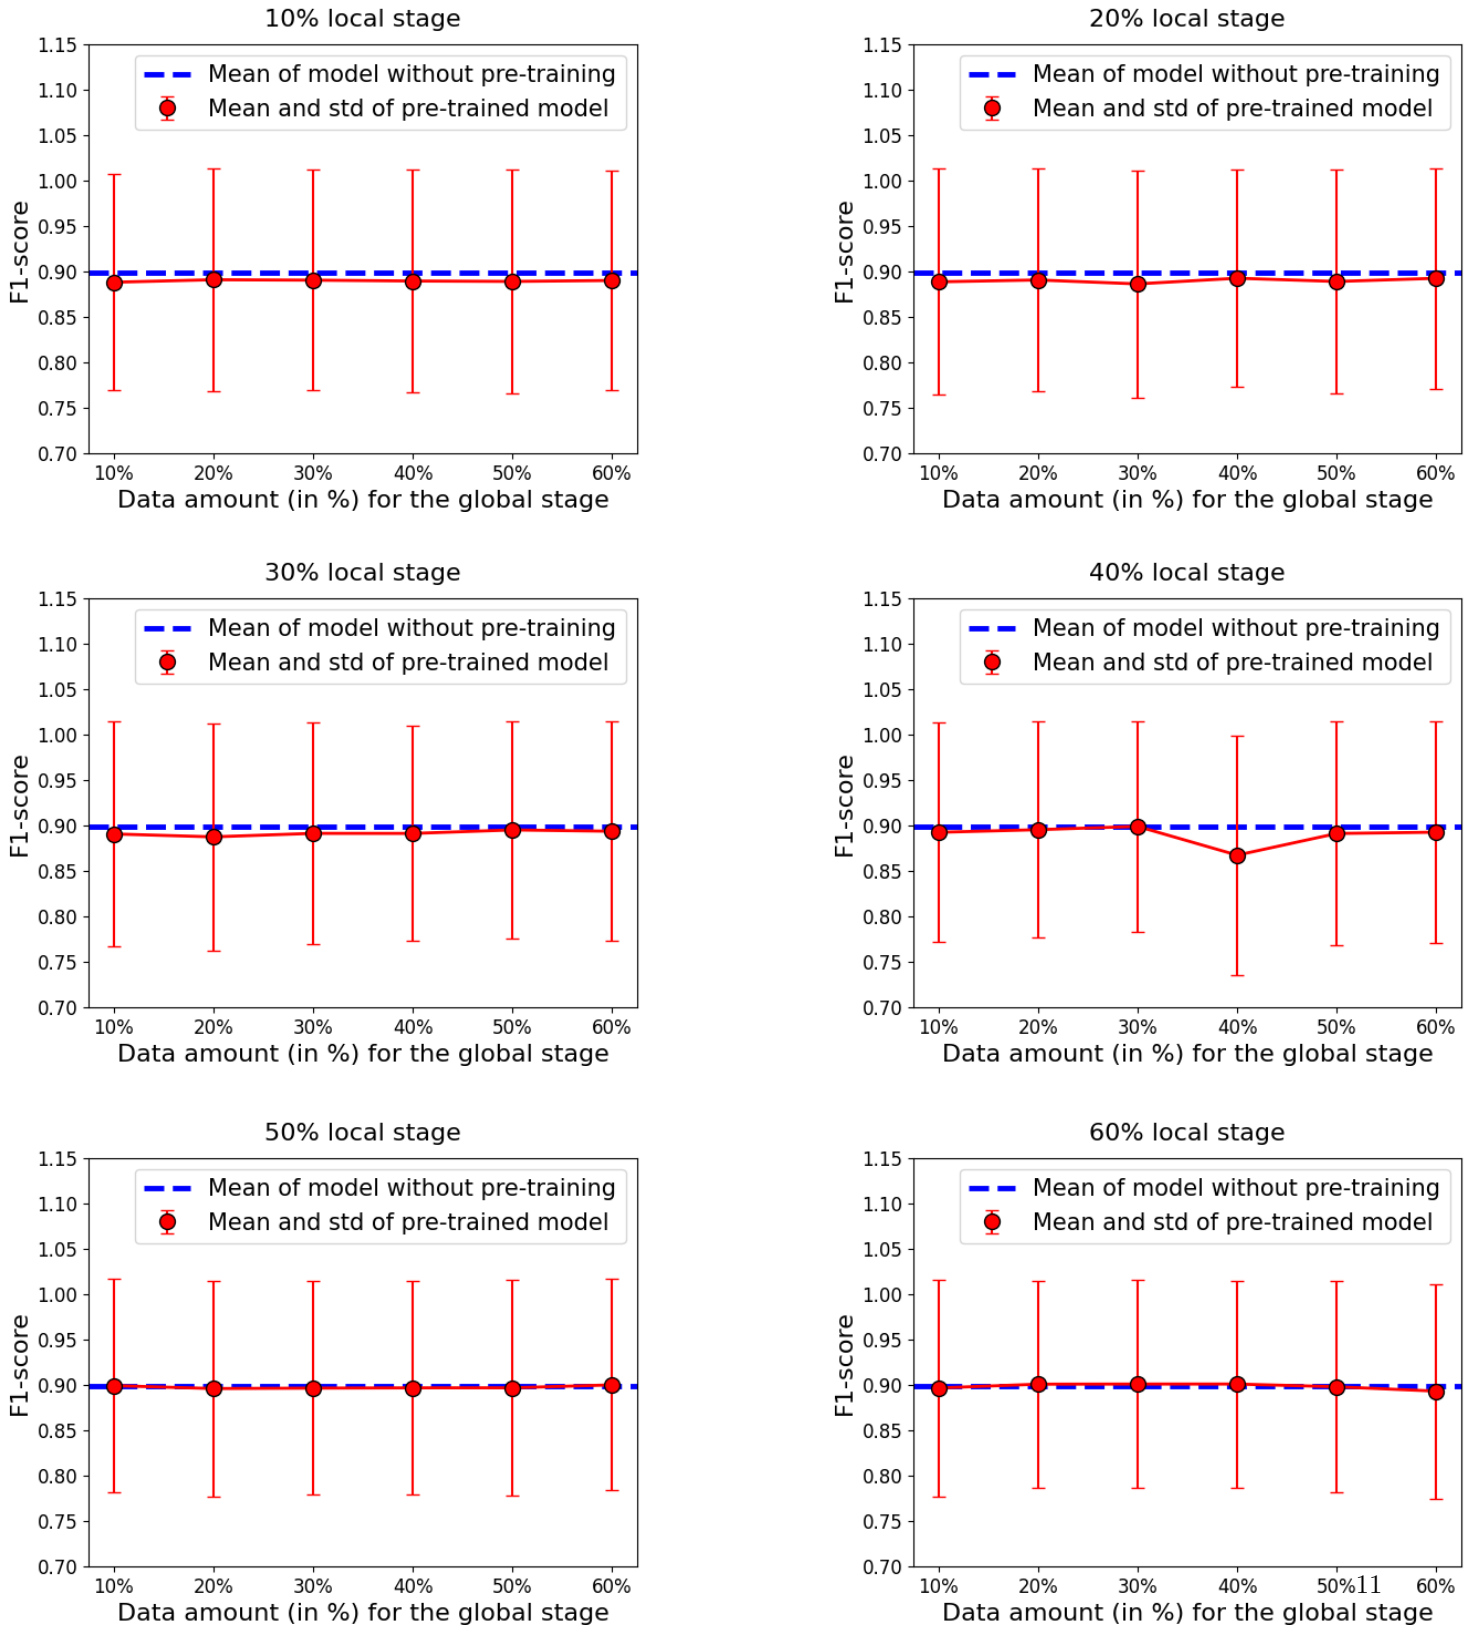 10% local stage
Mean of model without pre-training
Mean and std of pre-trained model
F1-score
1.15
1.10
1.05
1.00
0.95
0.90
0.85
0.80
0.75
0.70
10% 20% 30% 40% 50% 60%
Data amount (in %) for the global stage
20% local stage
Mean of model without pre-training
Mean and std of pre-trained model
F1-score
1.15
1.10
1.05
1.00
0.95
0.90
0.85
0.80
0.75
0.70
10% 20% 30% 40% 50% 60%
Data amount (in %) for the global stage
30% local stage
Mean of model without pre-training
Mean and std of pre-trained model
F1-score
1.15
1.10
1.05
1.00
0.95
0.90
0.85
0.80
0.75
0.70
10% 20% 30% 40% 50% 60%
Data amount (in %) for the global stage
40% local stage
Mean of model without pre-training
Mean and std of pre-trained model
F1-score
1.15
1.10
1.05
1.00
0.95
0.90
0.85
0.80
0.75
0.70
10% 20% 30% 40% 50% 60%
Data amount (in %) for the global stage
50% local stage
Mean of model without pre-training
Mean and std of pre-trained model
F1-score
1.15
1.10
1.05
1.00
0.95
0.90
0.85
0.80
0.75
0.70
10% 20% 30% 40% 50% 60%
Data amount (in %) for the global stage
60% local stage
Mean of model without pre-training
Mean and std of pre-trained model
F1-score
1.15
1.10
1.05
1.00
0.95
0.90
0.85
0.80
0.75
0.70
10% 20% 30% 40% 50% 11 60%
Data amount (in %) for the global stage